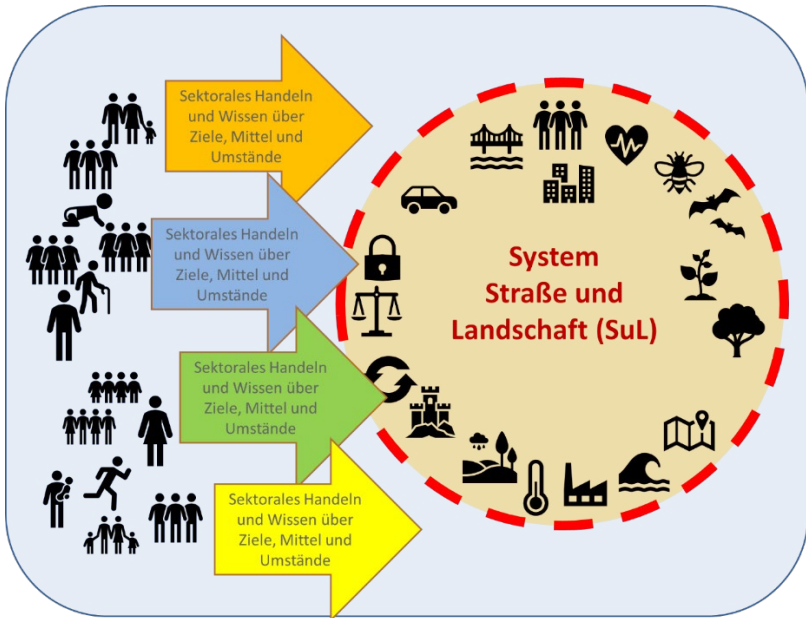 Sektorales Handeln
und Wissen über
Ziele, Mittel und
Umstände
Sektorales Handeln
und Wissen über
Ziele, Mittel und
Umstände
Sektorales Handeln
und Wissen über
Ziele, Mittel und
Umstände
Sektorales Handeln
und Wissen über
Ziele, Mittel und
Umstände
System
Straße und
Landschaft (SuL)